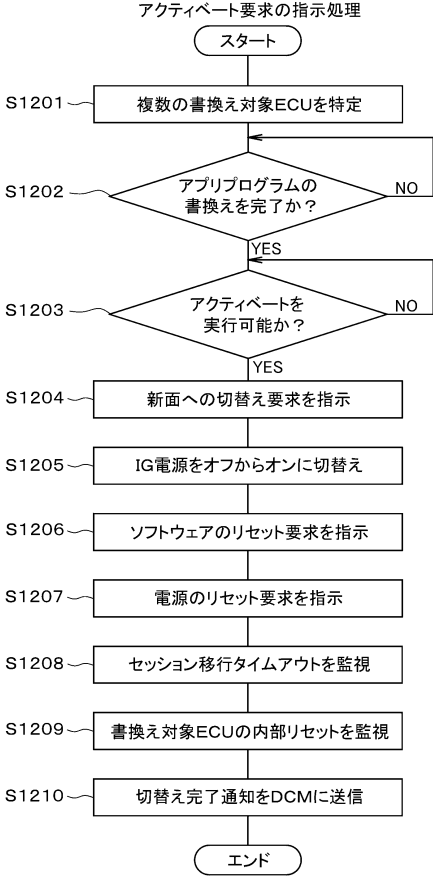 アクティベート要求の指示処理
スタート
S1201
複数の書換え対象ECUを特定
S1202
アプリプログラムの
書換えを完了か？
NO
YES
S1203
アクティベートを
実行可能か？
NO
YES
S1204
新面への切替え要求を指示
S1205
IG電源をオフからオンに切替え
S1206
ソフトウェアのリセット要求を指示
S1207
電源のリセット要求を指示
S1208
セッション移行タイムアウトを監視
S1209
書換え対象ECUの内部リセットを監視
S1210
切替え完了通知をDCMに送信
エンド